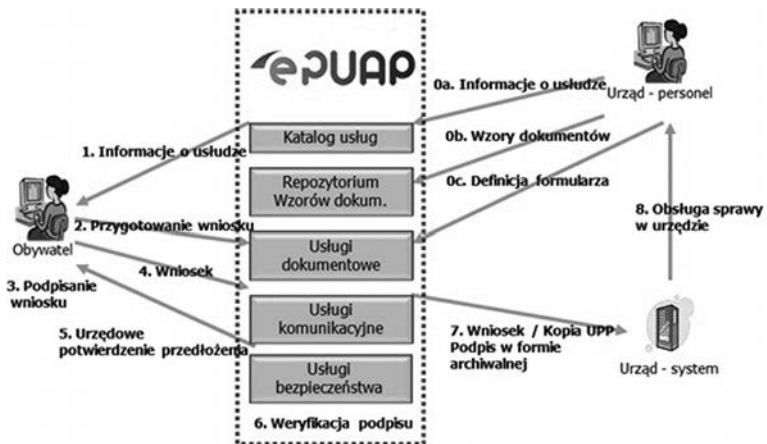 ePUAP
0a. Informacje o usłudze
Urząd - personel
Katalog usług
0b. Wzory dokumentów
1. Informacje o usłudze
Repozytorium
Wzorów dokum.
0c. Definicja formularza
2. Przygotowanie wniosku
Obywatel
Usługi
dokumentowe
8. Obsługa sprawy
w urzędzie
4. Wniosek
3. Podpisanie
wniosku
Usługi
komunikacyjne
5. Urzędowe
potwierdzenie przedłożenia
7. Wniosek / Kopia UPP
Podpis w formie
archiwalnej
Urząd - system
Usługi
bezpieczeństwa
6. Weryfikacja podpisu